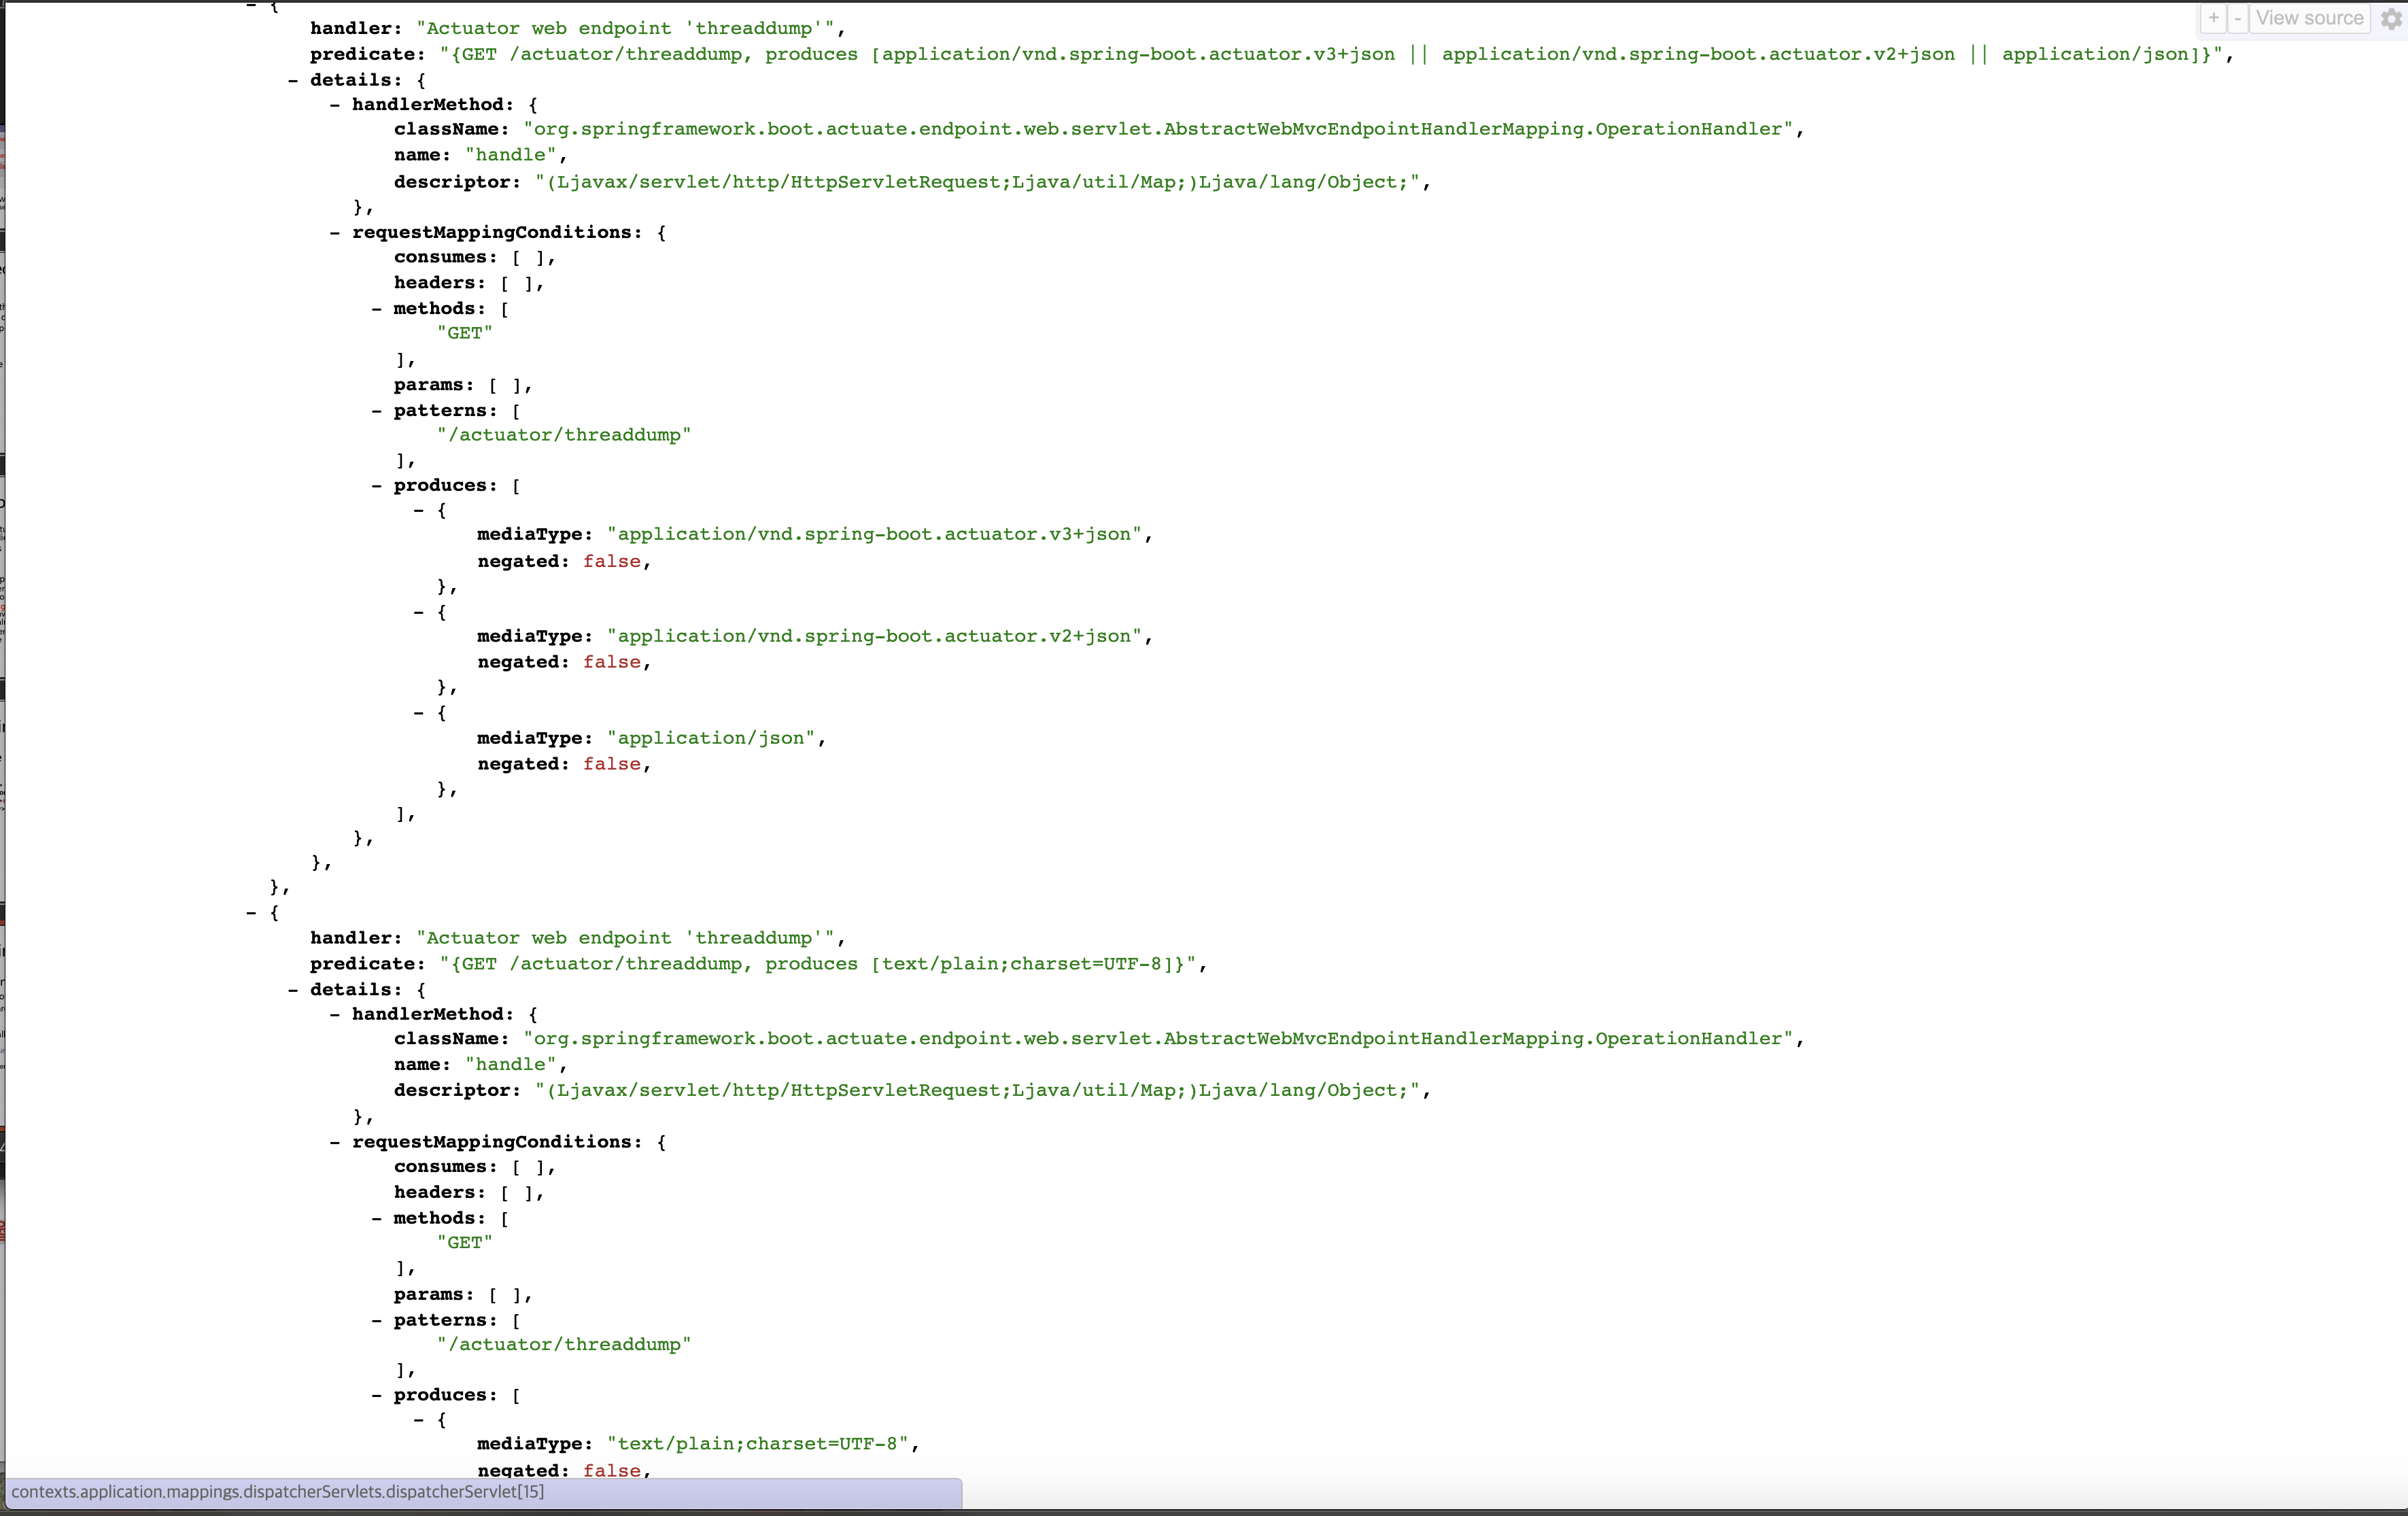 - {
handler: "Actuator web endpoint 'threaddump'",
predicate: "{GET /actuator/threaddump, produces [application/vnd.spring-boot.actuator.v3+json || application/vnd.spring-boot.actuator.v2+json || application/json]}",
- details: {
- handlerMethod: {
className: "org.springframework.boot.actuate.endpoint.web.servlet.AbstractWebMvcEndpointHandlerMapping.OperationHandler",
name: "handle",
descriptor: "(Ljavax/servlet/http/HttpServletRequest;Ljava/util/Map;)Ljava/lang/Object;",
},
- requestMappingConditions: {
consumes: [ ],
headers: [ ],
- methods: [
"GET"
],
params: [ ],
- patterns: [
"/actuator/threaddump"
],
- produces: [
- {
mediaType: "application/vnd.spring-boot.actuator.v3+json",
negated: false,
},
- {
mediaType: "application/vnd.spring-boot.actuator.v2+json",
negated: false,
},
- {
mediaType: "application/json",
negated: false,
},
],
},
},
},
- {
handler: "Actuator web endpoint 'threaddump'",
predicate: "{GET /actuator/threaddump, produces [text/plain;charset=UTF-8]}",
- details: {
- handlerMethod: {
className: "org.springframework.boot.actuate.endpoint.web.servlet.AbstractWebMvcEndpointHandlerMapping.OperationHandler",
name: "handle",
descriptor: "(Ljavax/servlet/http/HttpServletRequest;Ljava/util/Map;)Ljava/lang/Object;",
},
- requestMappingConditions: {
consumes: [ ],
headers: [ ],
- methods: [
"GET"
],
params: [ ],
- patterns: [
"/actuator/threaddump"
],
- produces: [
- {
mediaType: "text/plain;charset=UTF-8",
negated: false,
+ - View source
contexts.application.mappings.dispatcherServlets.dispatcherServlet[15]